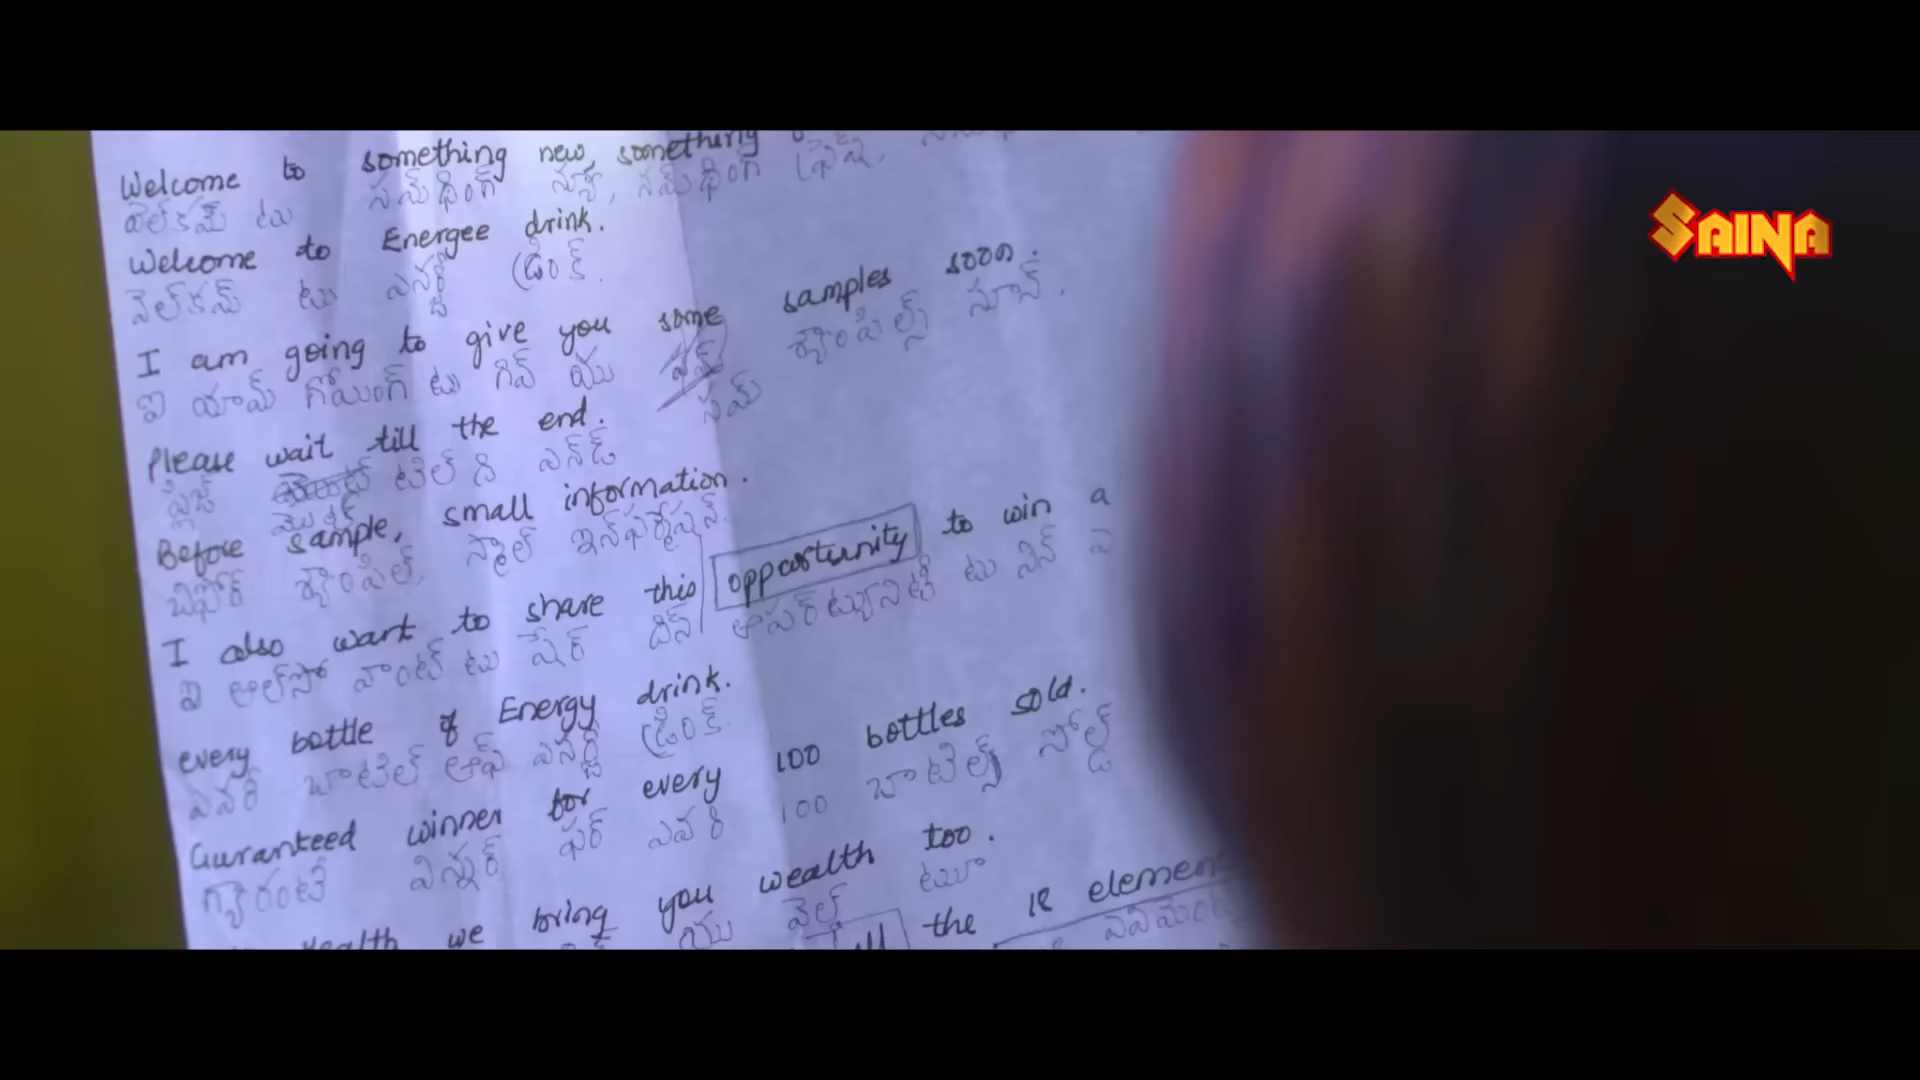 Welcome to something new, something
వెల్కమ్ టు సమ్‌థింగ్ న్యూ, సమ్‌థింగ్ ఫ్రెష్,
Welcome to Energee drink.
వెల్‌కమ్ టు ఎనర్జీ డ్రింక్.
I am going to give you some samples soon.
ఐ యామ్ గోయింగ్ టు గివ్ యు సమ్ శ్యాంపిల్స్ సూన్.
Please wait till the end.
ప్లీజ్ టిల్ ది ఎన్‌డ్
Before sample, small information.
బిఫోర్ శ్యాంపిల్, స్మాల్ ఇన్‌ఫర్మేషన్.
I also want to share this opportunity to win a
ఐ ఆల్‌సో వాంట్ టు షేర్ దిస్ ఆపర్‌ట్యూనిటీ టు విన్ ఎ
every bottle of Energy drink.
ఎవరీ బాటిల్ ఆఫ్ ఎనర్జీ డ్రింక్.
Guranteed winner for every 100 bottles sold.
గ్యారంటీ విన్నర్ ఫర్ ఎవరి 100 బాటిల్స్ సోల్డ్
health we bring you wealth too.
యు వెల్త్ టూ
the 12 elemen
SAINA